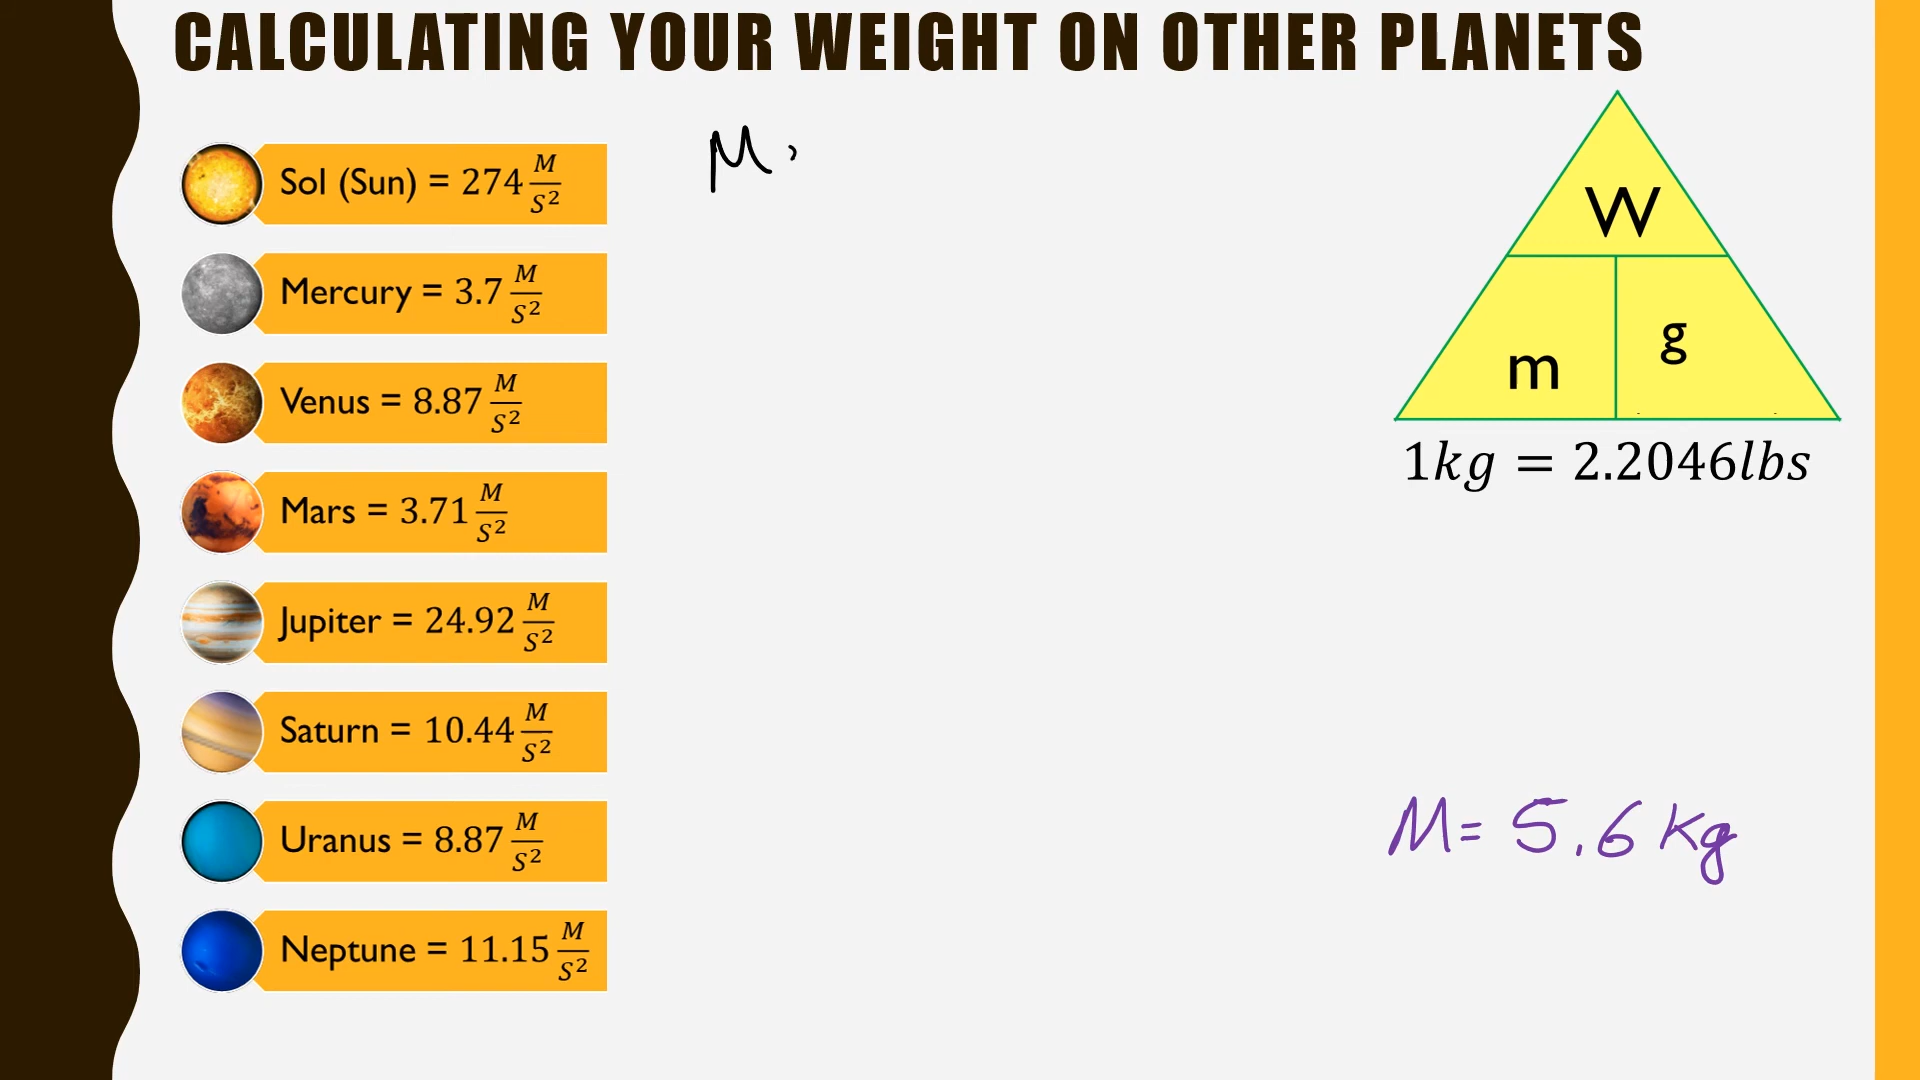 CALCULATING YOUR WEIGHT ON OTHER PLANETS
Sol (Sun) = 274 M/S²
Mercury = 3.7 M/S²
Venus = 8.87 M/S²
Mars = 3.71 M/S²
Jupiter = 24.92 M/S²
Saturn = 10.44 M/S²
Uranus = 8.87 M/S²
Neptune = 11.15 M/S²
M
W
m g
1kg = 2.2046lbs
M= 5.6 Kg